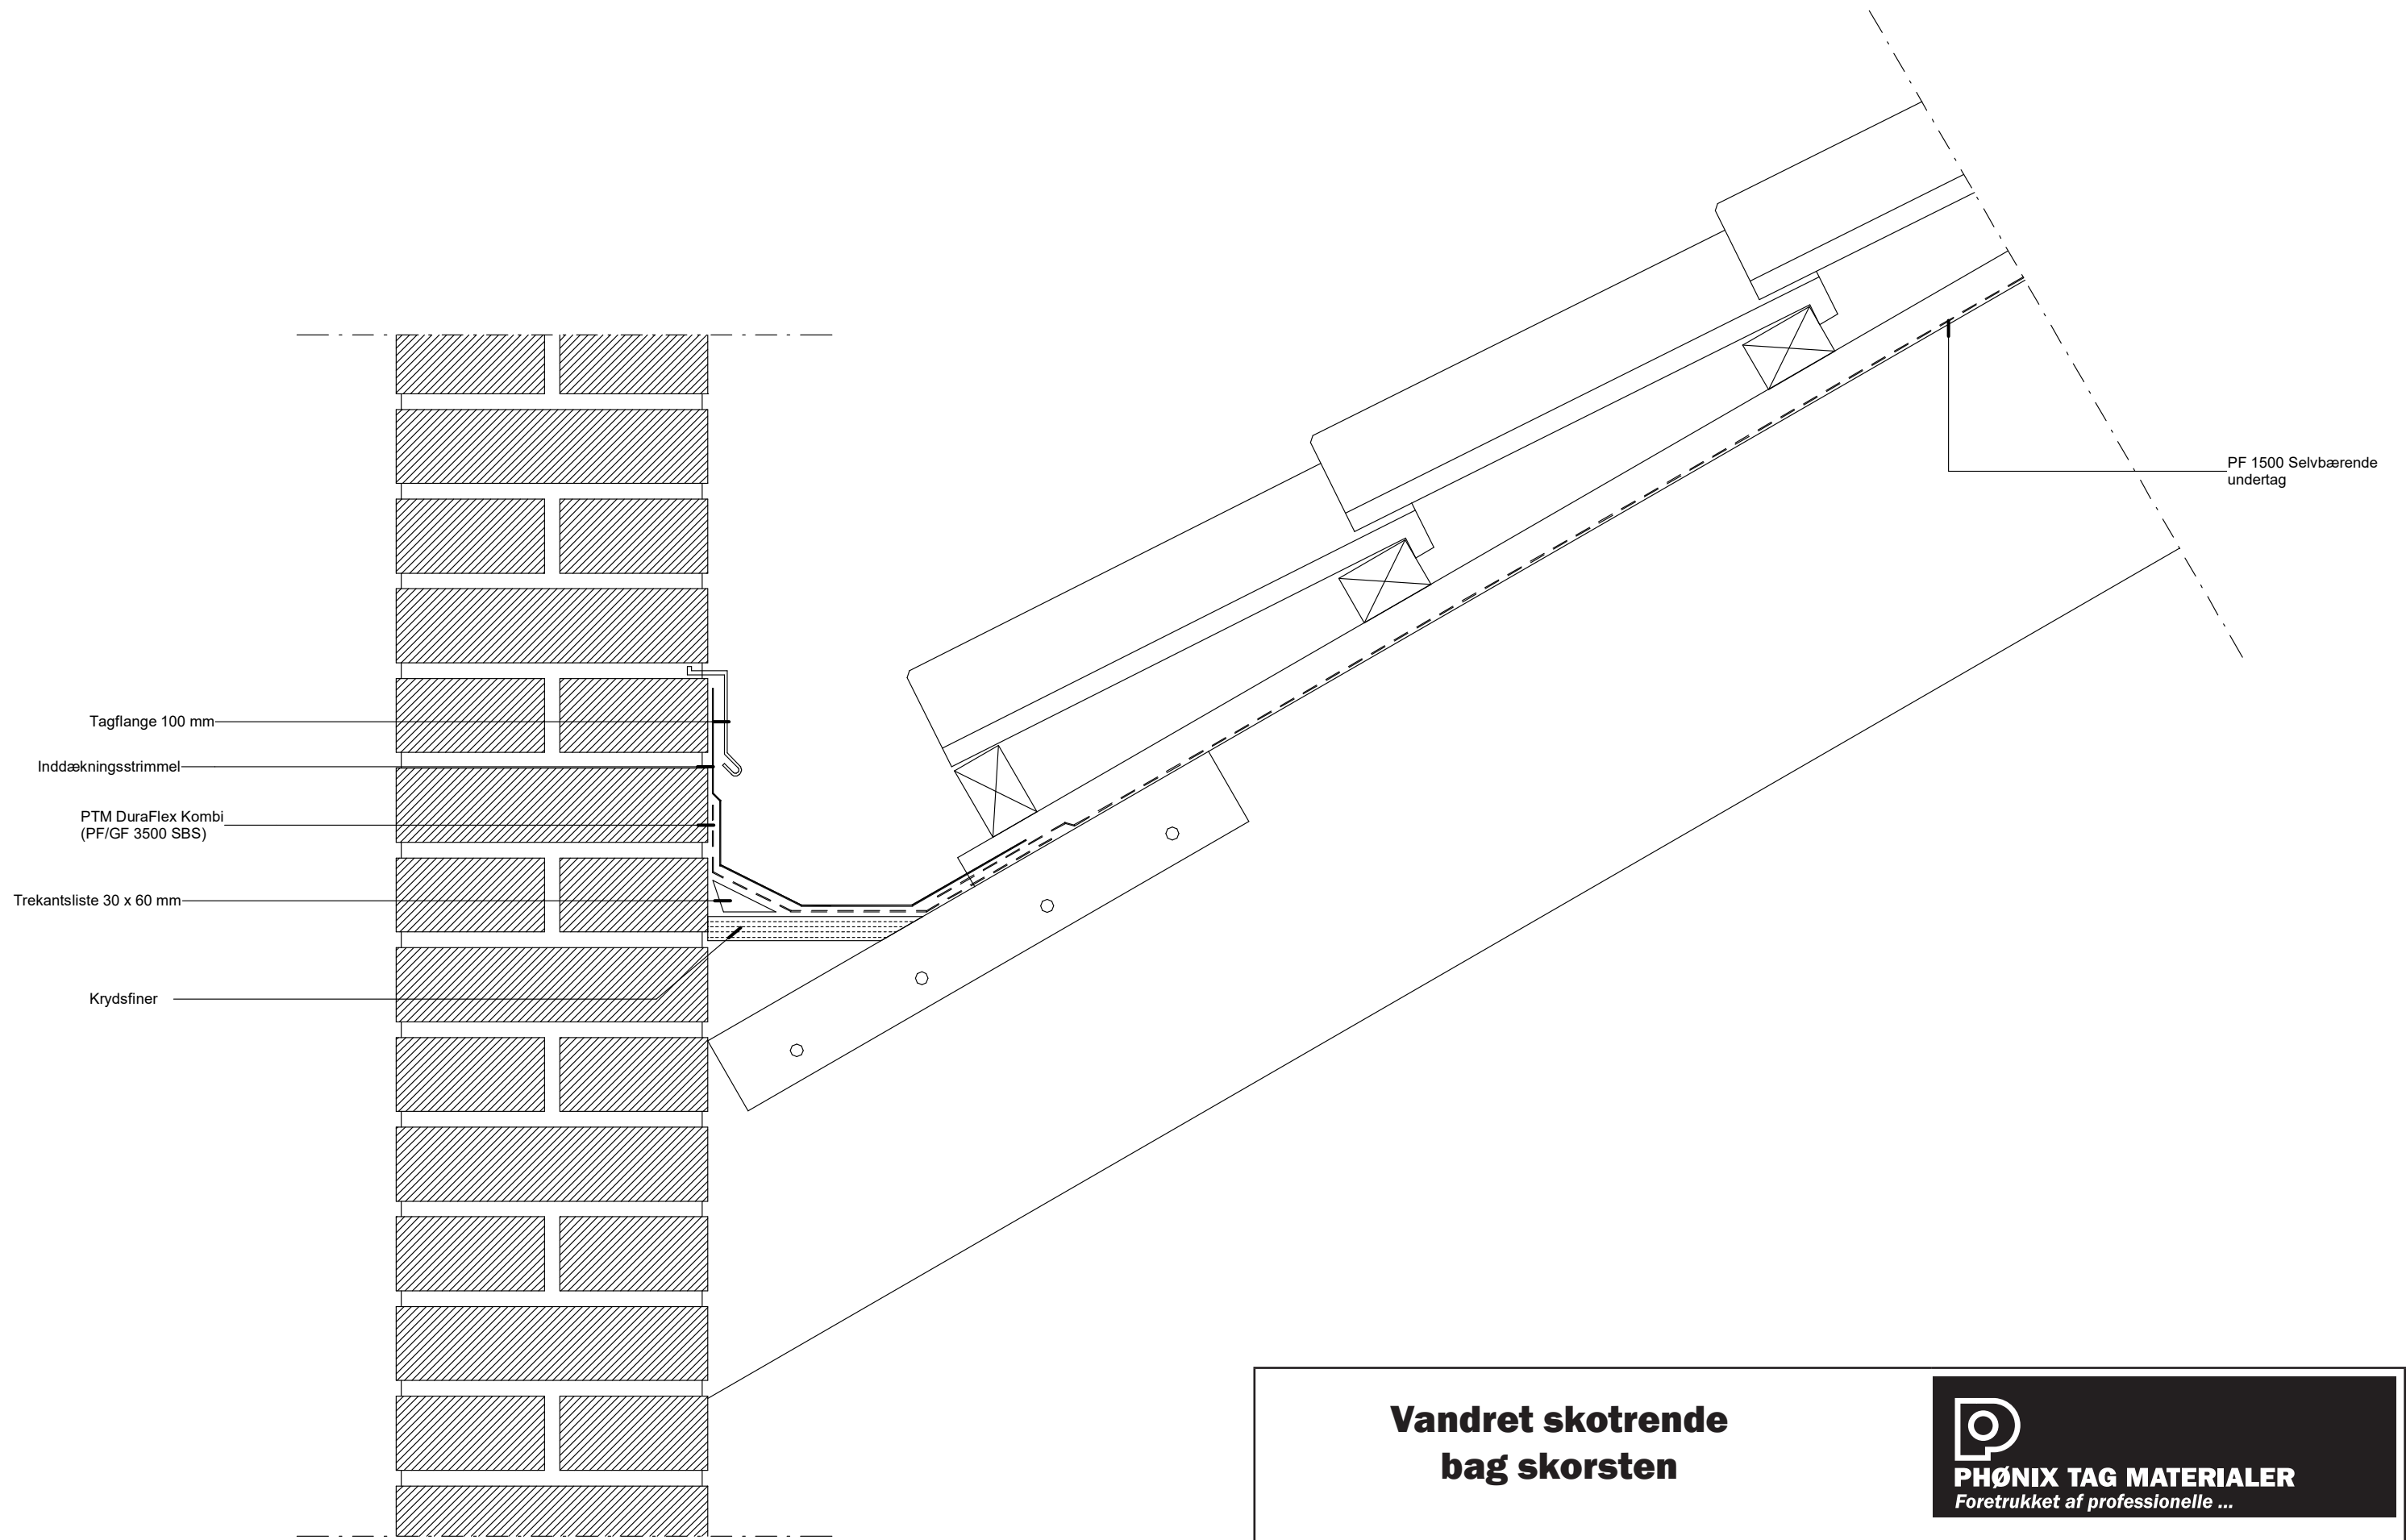 PF 1500 Selvbærende
undertag
Tagflange 100 mm
Inddækningsstrimmel
PTM DuraFlex Kombi
(PF/GF 3500 SBS)
Trekantsliste 30 x 60 mm
Krydsfiner
Vandret skotrende
bag skorsten
PHØNIX TAG MATERIALER
Foretrukket af professionelle ...